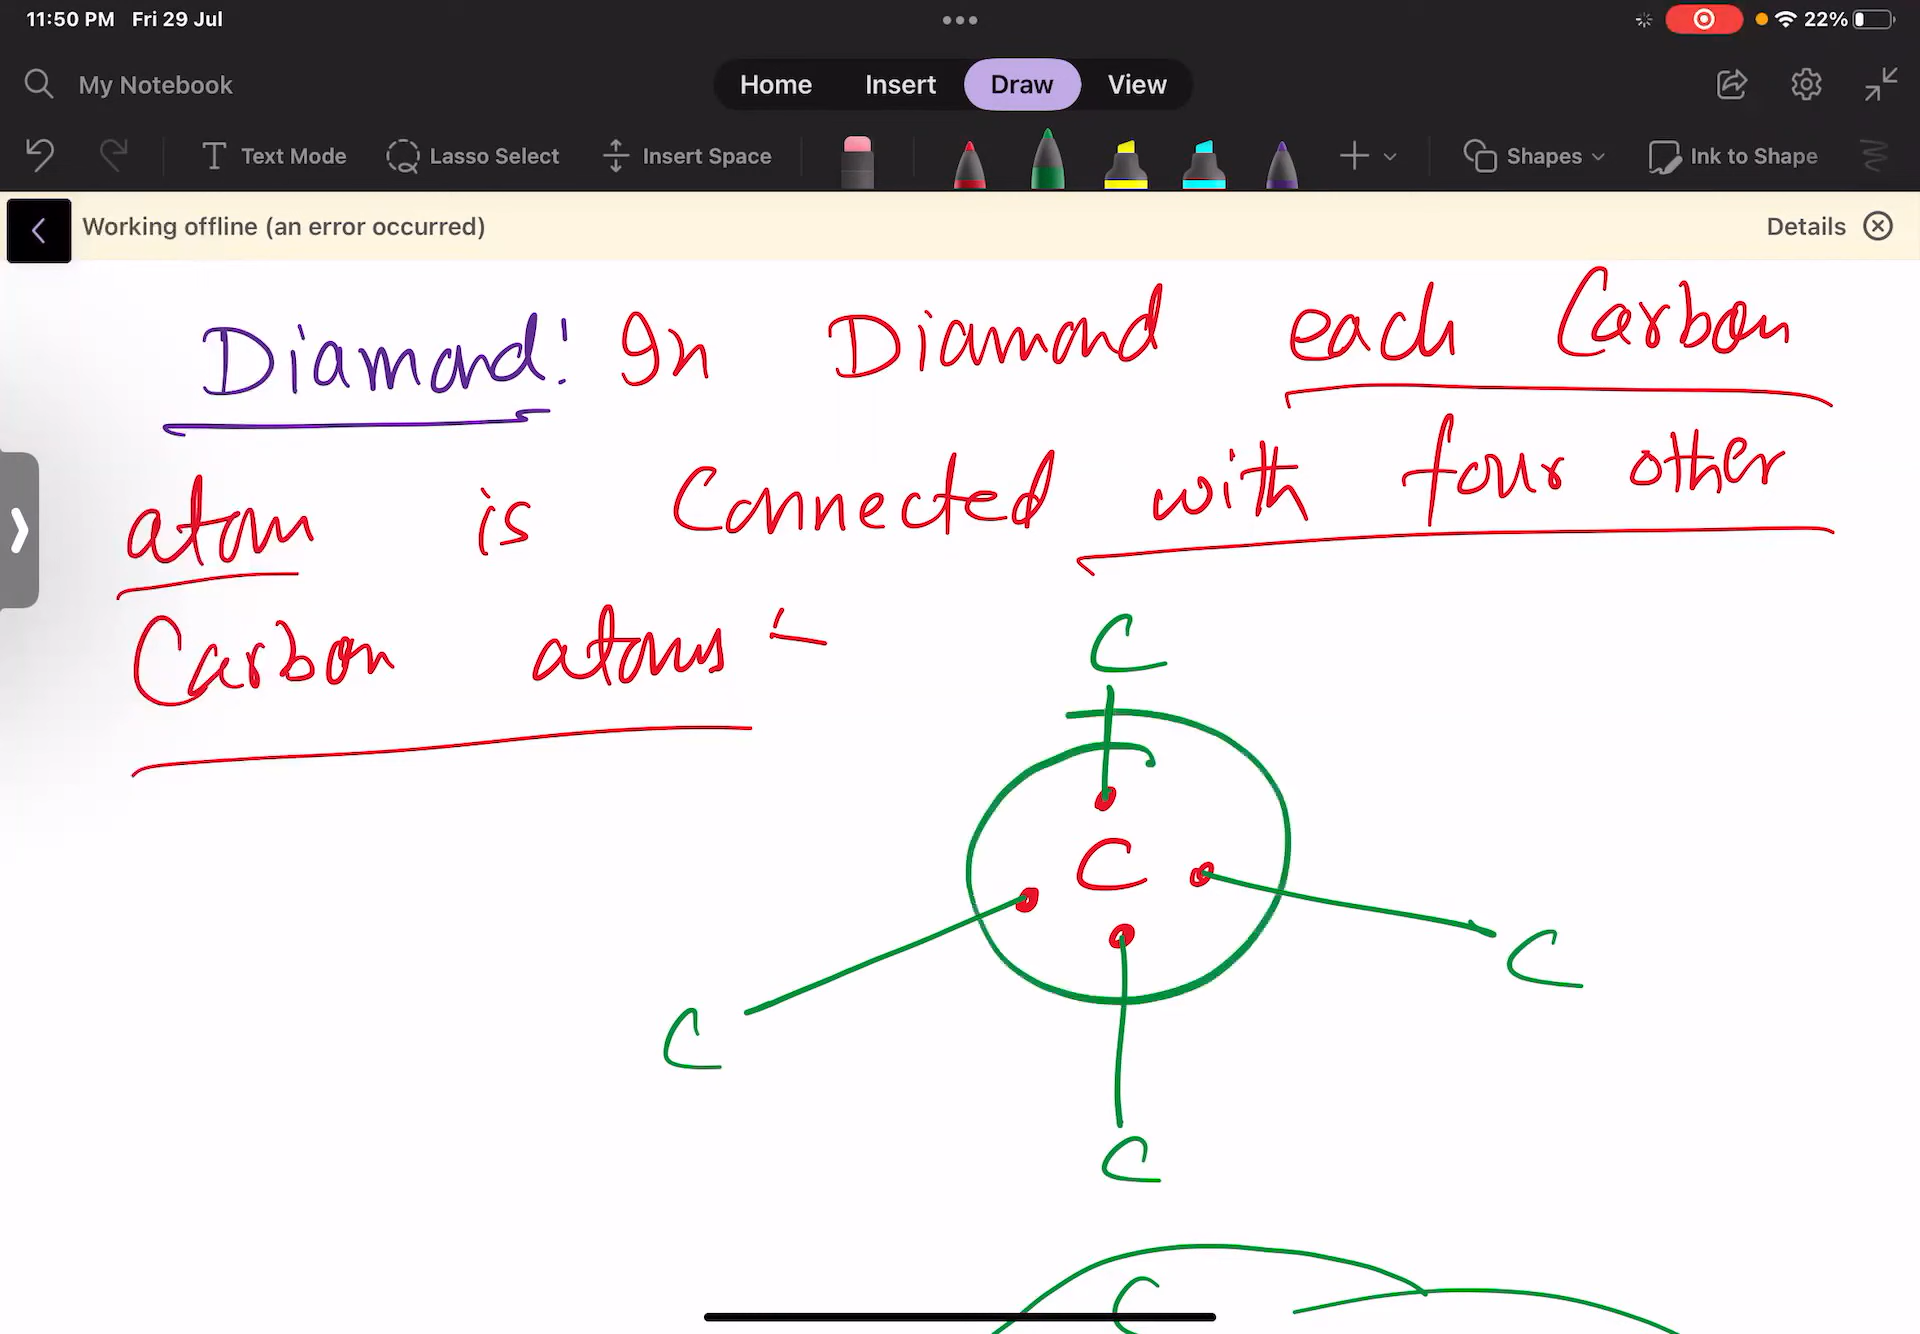 11:50 PM Fri 29 Jul 22%
My Notebook Home Insert Draw View
Text Mode Lasso Select Insert Space Shapes Ink to Shape
Working offline (an error occurred) Details
Diamond: In Diamond each Carbon
atom is Connected with four other
Carbon atoms :-
C
C
C
C
C
C